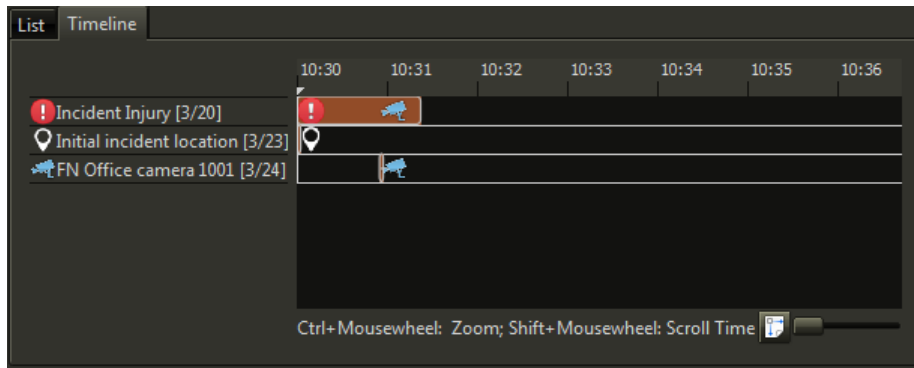 List Timeline
10:30 10:31 10:32 10:33 10:34 10:35 10:36
Incident Injury [3/20]
Initial incident location [3/23]
FN Office camera 1001 [3/24]
Ctrl+Mousewheel: Zoom; Shift+Mousewheel: Scroll Time